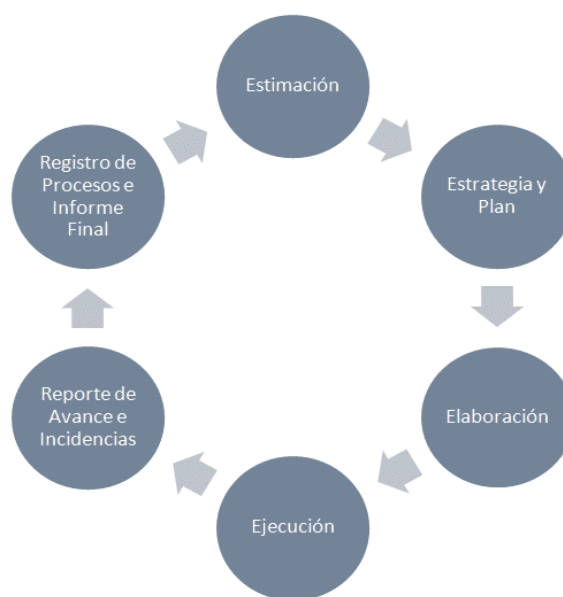 Estimación
Estrategia y
Plan
Elaboración
Ejecución
Reporte de
Avance e
Incidencias
Registro de
Procesos e
Informe
Final